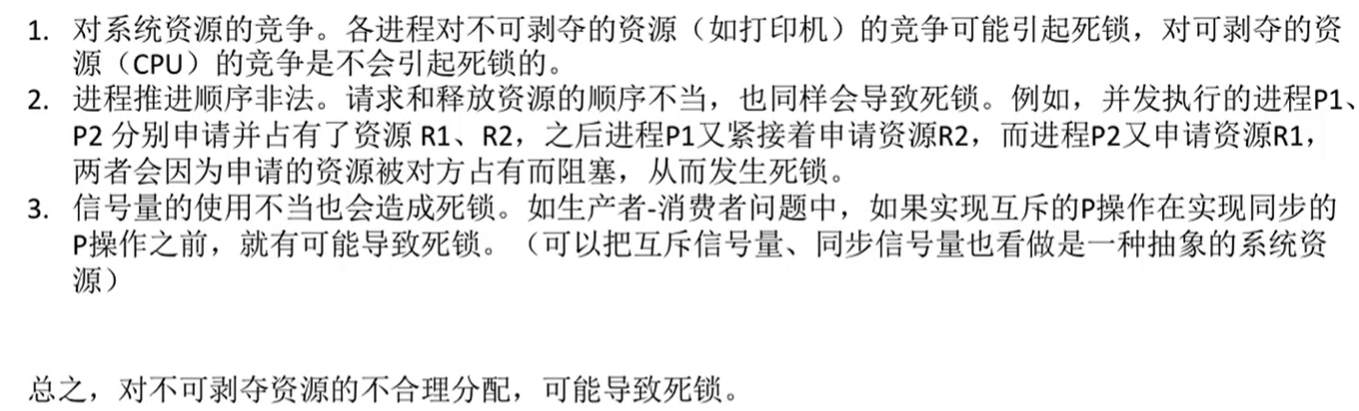 1. 对系统资源的竞争。各进程对不可剥夺的资源（如打印机）的竞争可能引起死锁，对可剥夺的资
源（CPU）的竞争是不会引起死锁的。
2. 进程推进顺序非法。请求和释放资源的顺序不当，也同样会导致死锁。例如，并发执行的进程P1、
P2 分别申请并占有了资源 R1、R2，之后进程P1又紧接着申请资源R2，而进程P2又申请资源R1，
两者会因为申请的资源被对方占有而阻塞，从而发生死锁。
3. 信号量的使用不当也会造成死锁。如生产者-消费者问题中，如果实现互斥的P操作在实现同步的
P操作之前，就有可能导致死锁。（可以把互斥信号量、同步信号量也看做是一种抽象的系统资
源）
总之，对不可剥夺资源的不合理分配，可能导致死锁。